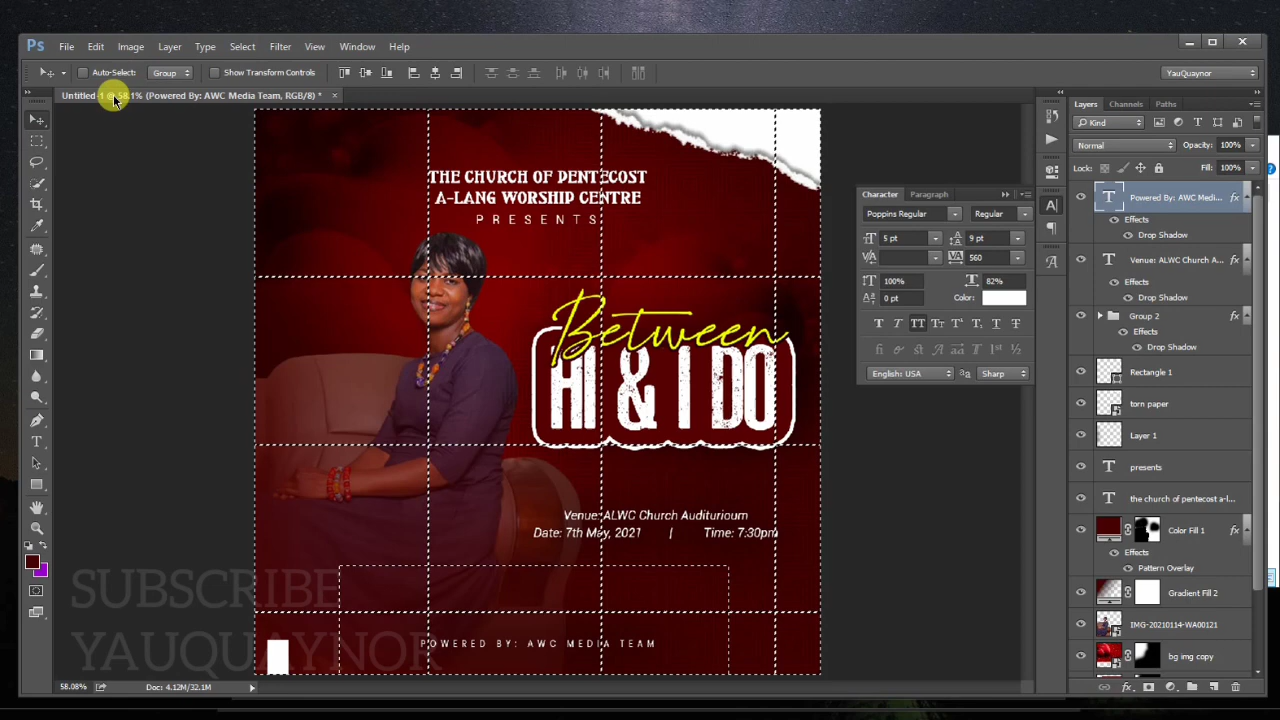 Ps File Edit Image Layer Type Select Filter View Window Help
Auto-Select: Group Show Transform Controls YauQuaynor
Untitled-1 @ 58.1% (Powered By: AWC Media Team, RGB/8) * ×
THE CHURCH OF PENTECOST
A-LANG WORSHIP CENTRE
PRESENTS
Between
HI & I DO
Venue: ALWC Church Auditurioum
Date: 7th May, 2021 | Time: 7:30pm
POWERED BY: AWC MEDIA TEAM
SUBSCRIBE
YAUQUAYNOR
58.08% Doc: 4.12M/32.1M
Character Paragraph
Poppins Regular Regular
5 pt 9 pt
560
100% 82%
0 pt Color:
English: USA Sharp
Layers Channels Paths
Kind
Normal Opacity: 100%
Lock: Fill: 100%
Powered By: AWC Medi... fx
Effects
Drop Shadow
Venue: ALWC Church A... fx
Effects
Drop Shadow
Group 2 fx
Effects
Drop Shadow
Rectangle 1
torn paper
Layer 1
presents
the church of pentecost a-l...
Color Fill 1 fx
Effects
Pattern Overlay
Gradient Fill 2
IMG-20210114-WA00121
bg img copy